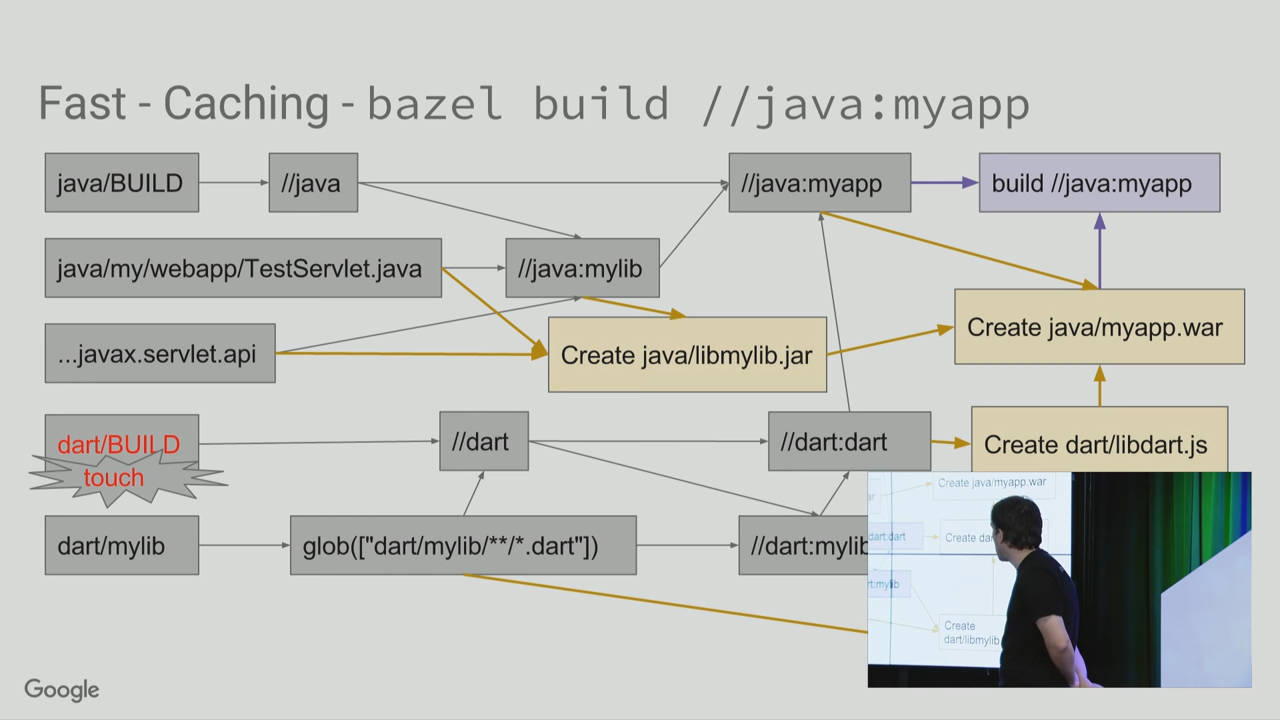 Fast - Caching - bazel build //java:myapp
java/BUILD
//java
//java:myapp
build //java:myapp
java/my/webapp/TestServlet.java
//java:mylib
...javax.servlet.api
Create java/libmylib.jar
Create java/myapp.war
dart/BUILD
touch
//dart
//dart:dart
Create dart/libdart.js
dart/mylib
glob(["dart/mylib/**/*.dart"])
//dart:mylib
Create java/myapp.war
dart:dart
Create dar
rt:mylib
Create
dart/libmylib
Google